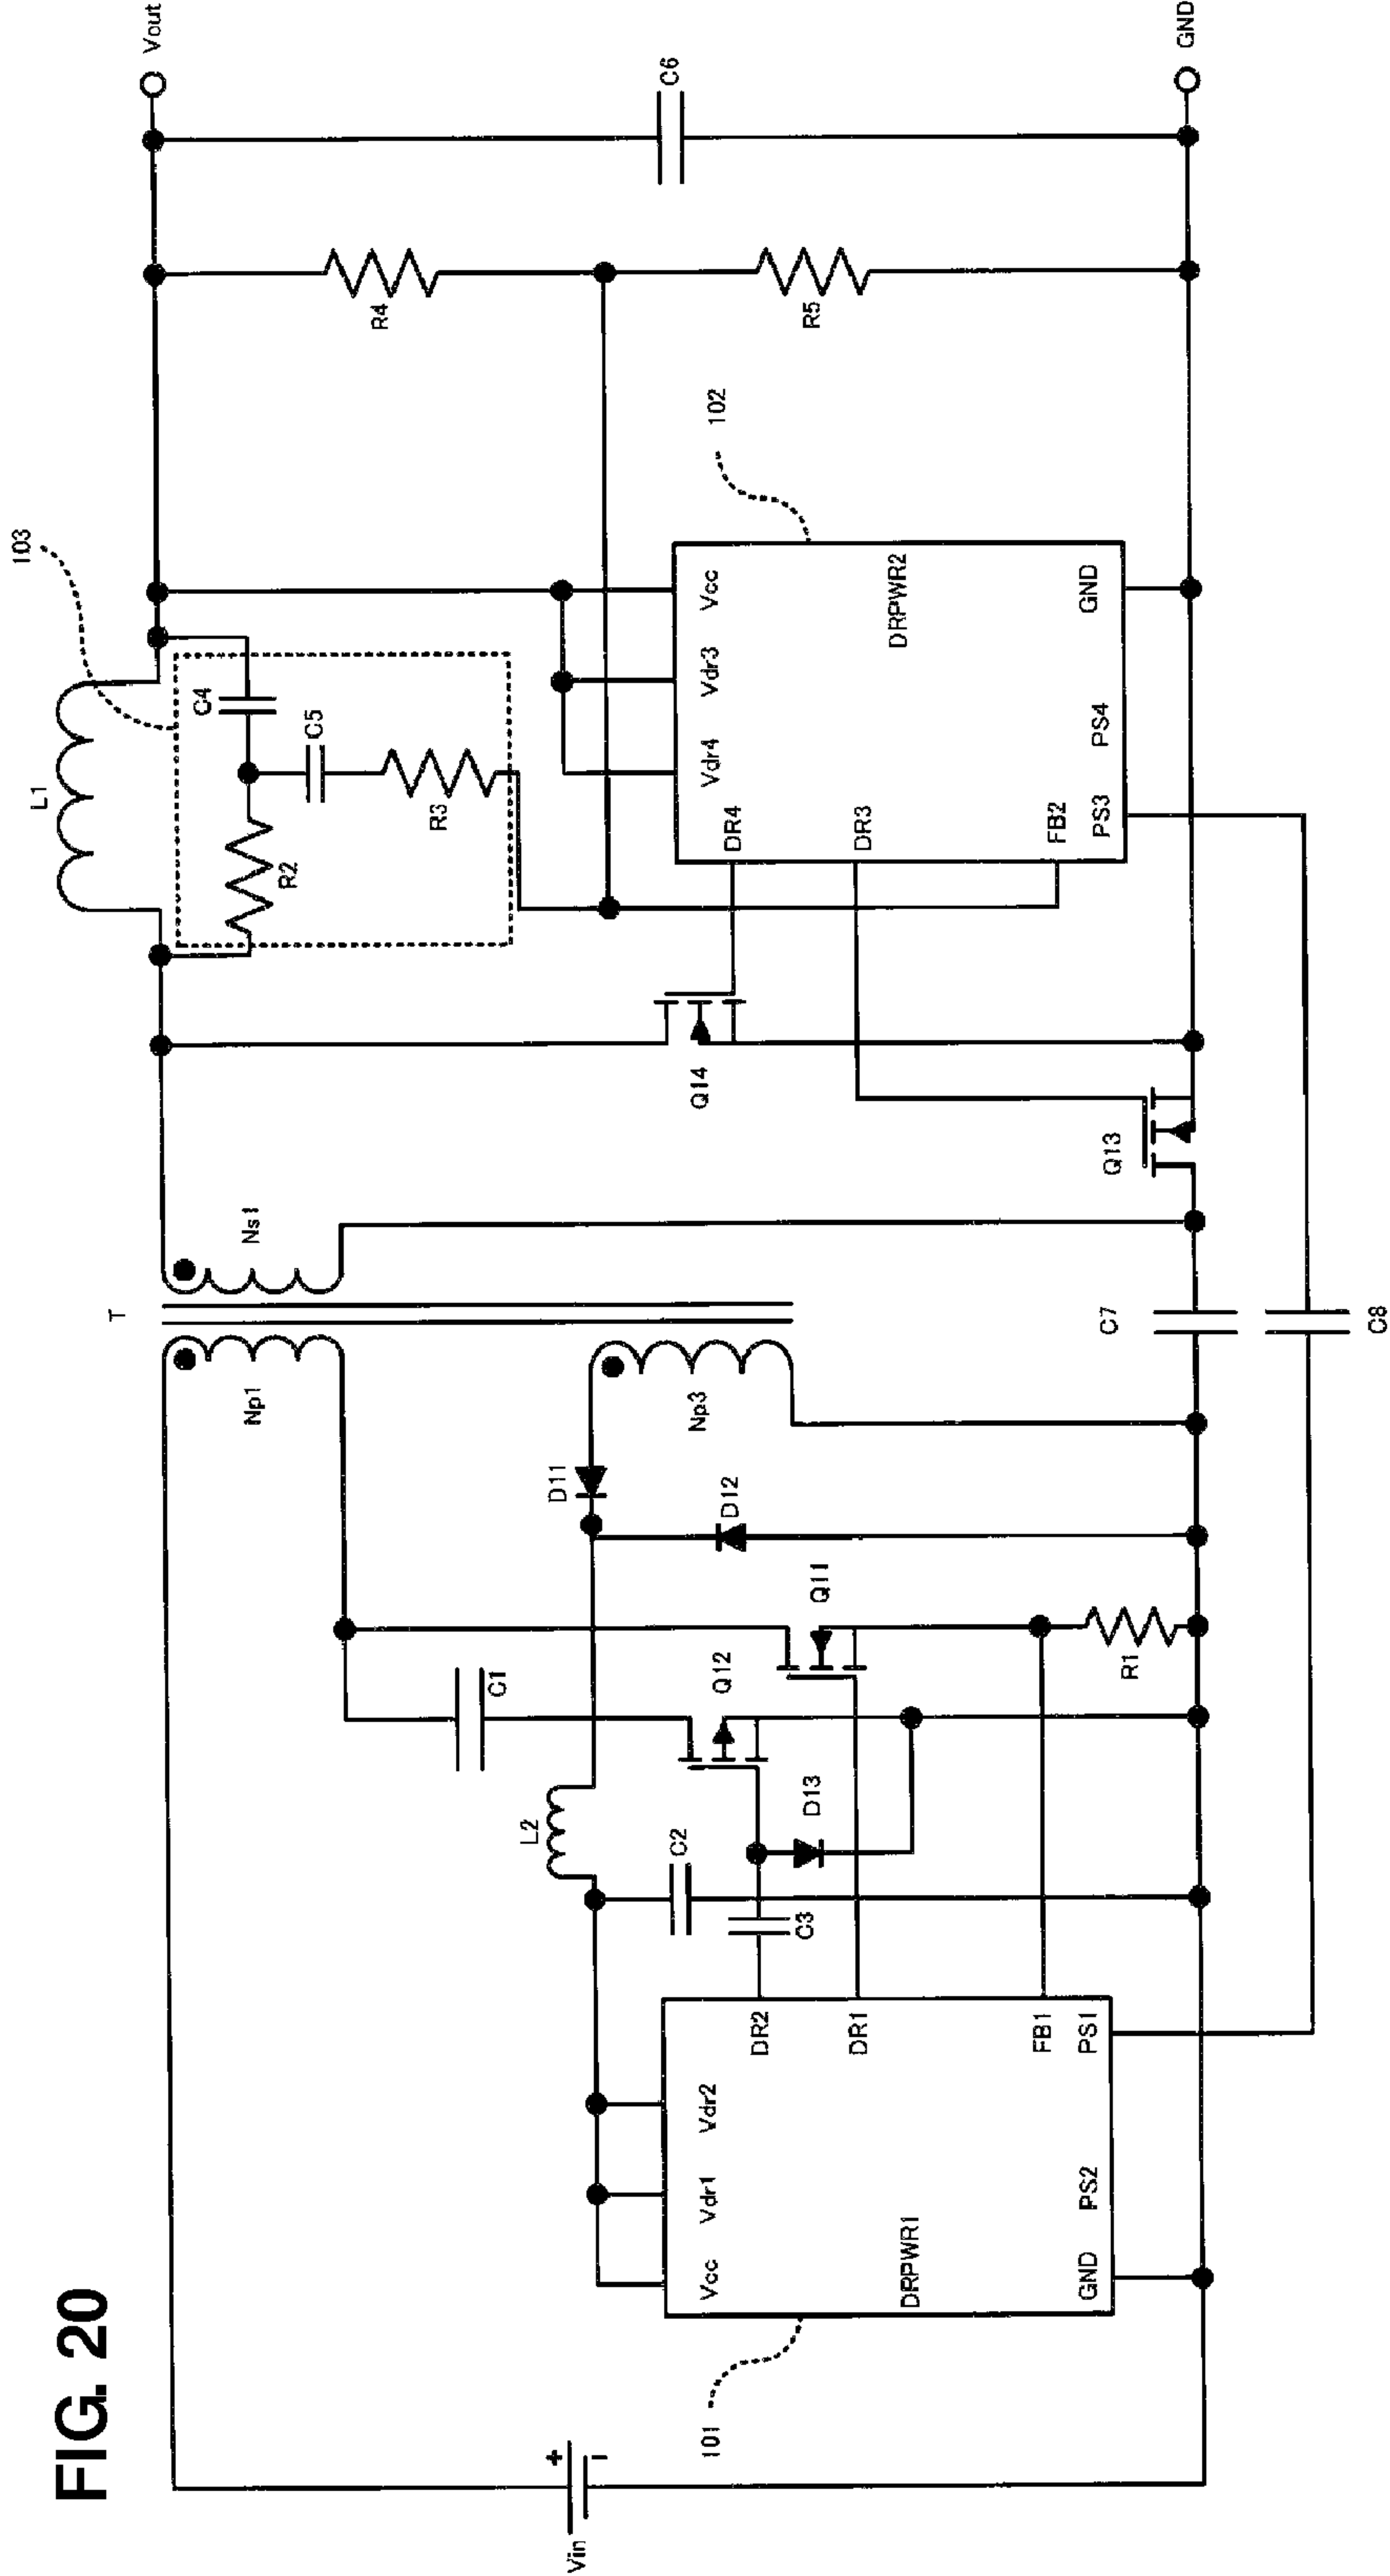 FIG. 20
Vin
+
-
101
Vcc
Vdr1
Vdr2
DRPWR1
GND
PS2
PS1
DR2
DR1
FB1
L2
C2
C3
D13
C1
Q12
Q11
R1
D11
D12
Np1
Np3
T
Ns1
C7
C8
Q13
Q14
L1
103
R2
C4
C5
R3
DR4
DR3
FB2
Vdr4
Vdr3
Vcc
DRPWR2
PS3
PS4
GND
102
R4
R5
C6
Vout
GND